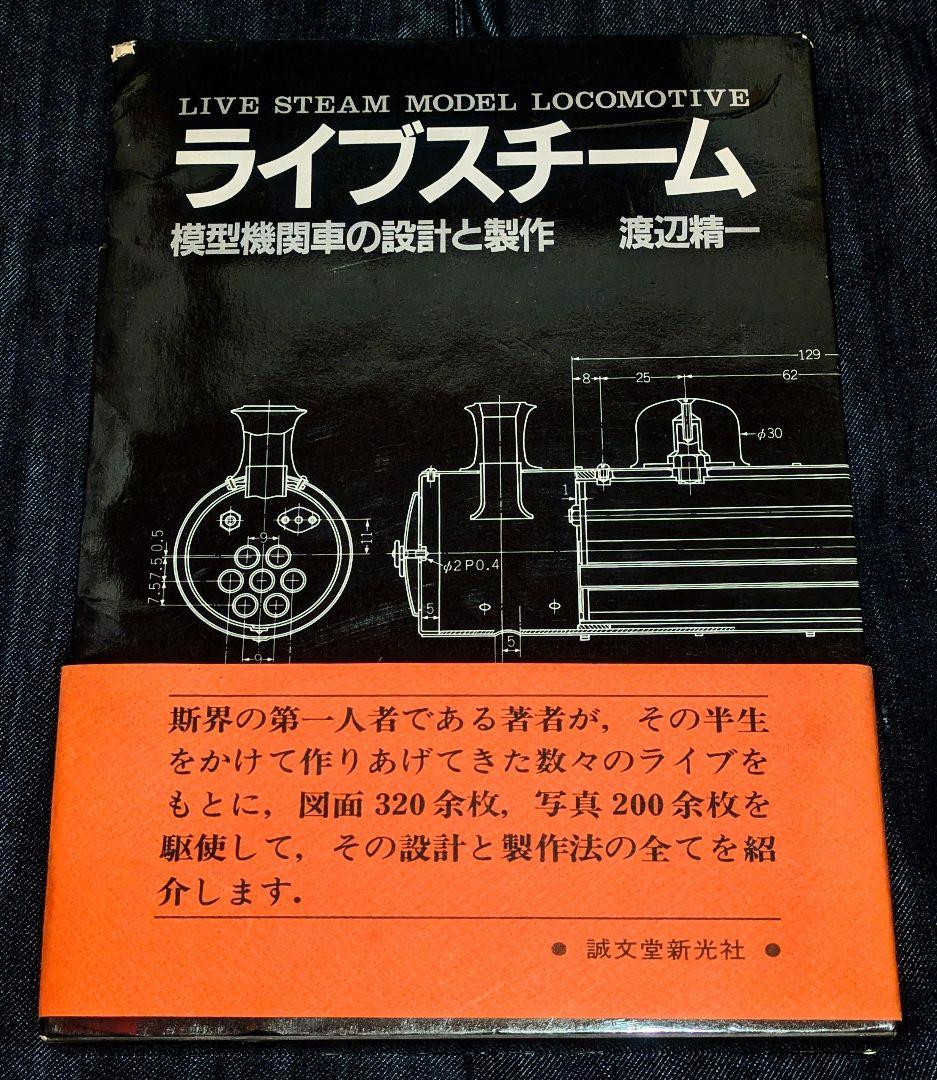 LIVE STEAM MODEL LOCOMOTIVE
ライブスチーム
模型機関車の設計と製作 渡辺精一
129
8 25 62
φ30
1
9
11
7.5 7.5 0.5
φ2 P0.4
5
5
9
斯界の第一人者である著者が，その半生
をかけて作りあげてきた数々のライブを
もとに，図面 320 余枚，写真 200 余枚を
駆使して，その設計と製作法の全てを紹
介します．
● 誠文堂新光社 ●